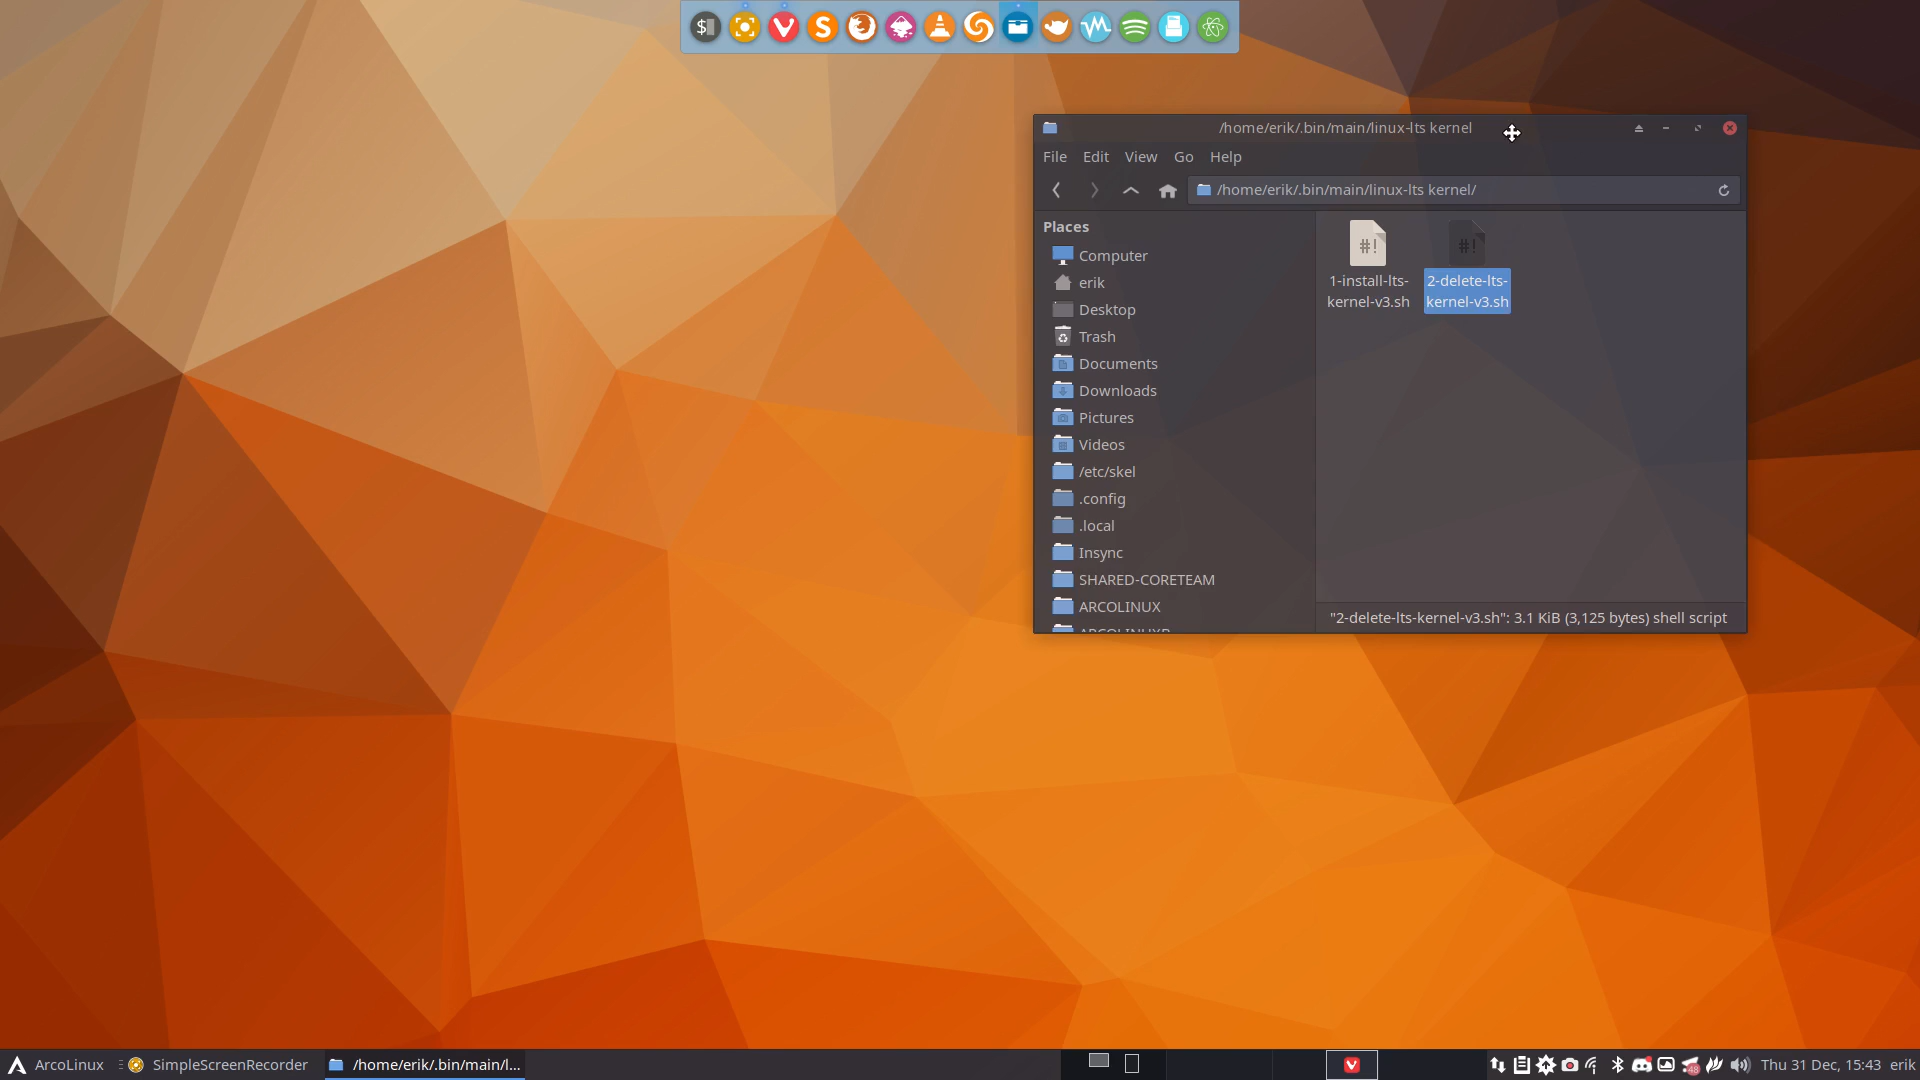 /home/erik/.bin/main/linux-lts kernel
File Edit View Go Help
/home/erik/.bin/main/linux-lts kernel/
Places
Computer
erik
Desktop
Trash
Documents
Downloads
Pictures
Videos
/etc/skel
.config
.local
Insync
SHARED-CORETEAM
ARCOLINUX
ARCOLINUXB
#!
1-install-lts-
kernel-v3.sh
#!
2-delete-lts-
kernel-v3.sh
"2-delete-lts-kernel-v3.sh": 3.1 KiB (3,125 bytes) shell script
ArcoLinux SimpleScreenRecorder /home/erik/.bin/main/l... 48 Thu 31 Dec, 15:43 erik